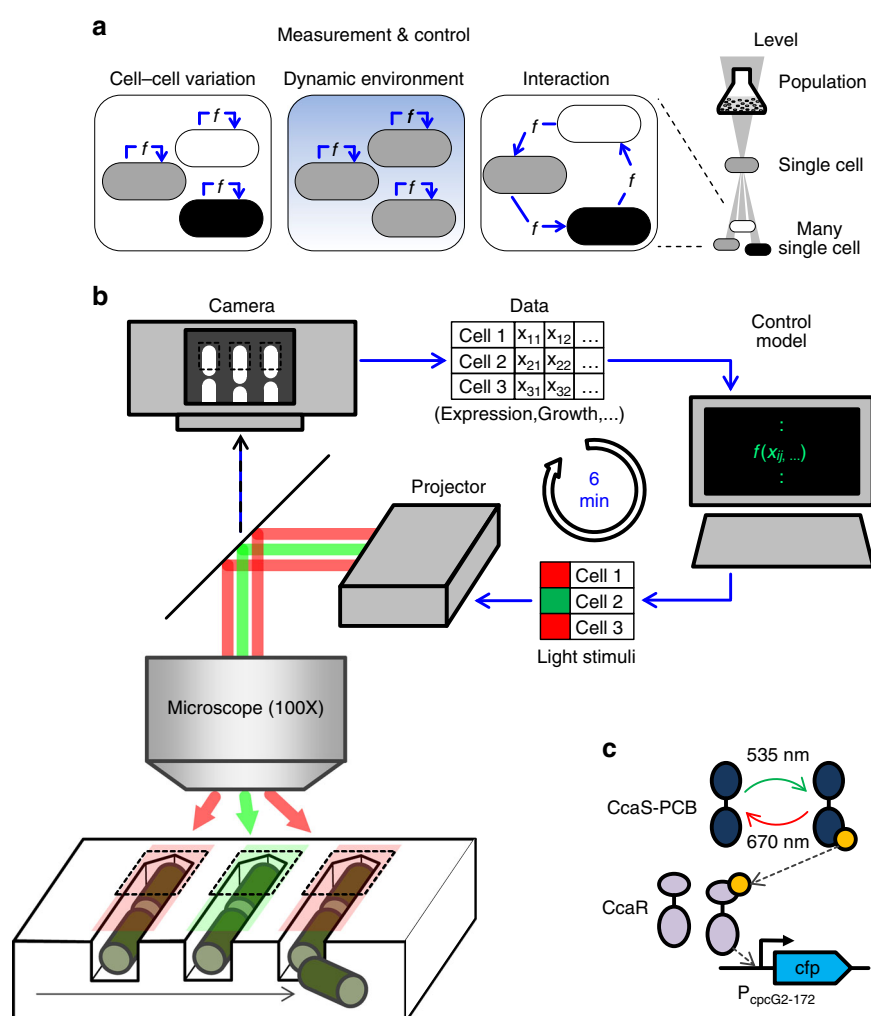 a
Measurement & control
Level
Cell–cell variation
Dynamic environment
Interaction
Population
f
f
f
f
f
f
f
f
f
Single cell
Many
single cell
b
Camera
Data
Control
model
Cell 1 x11 x12 ...
Cell 2 x21 x22 ...
Cell 3 x31 x32 ...
(Expression,Growth,...)
:
f(xij, ...)
:
6
min
Projector
Cell 1
Cell 2
Cell 3
Light stimuli
Microscope (100X)
c
535 nm
CcaS-PCB
670 nm
CcaR
cfp
PcpcG2-172